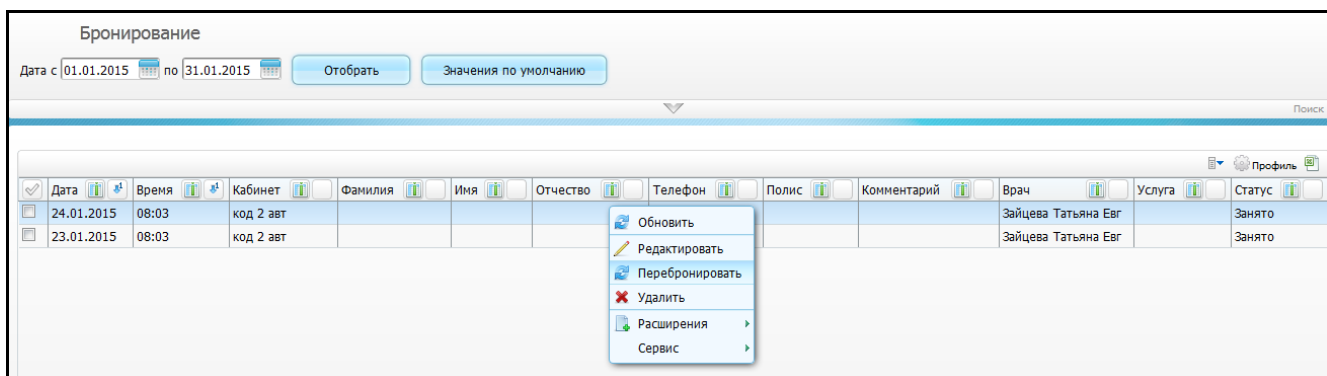 Бронирование
Дата с 01.01.2015 по 31.01.2015 Отобрать Значения по умолчанию
Поиск
Профиль
Дата 1 Время 1 Кабинет Фамилия Имя Отчество Телефон Полис Комментарий Врач Услуга Статус
24.01.2015 08:03 код 2 авт Зайцева Татьяна Евг Занято
23.01.2015 08:03 код 2 авт Зайцева Татьяна Евг Занято
Обновить
Редактировать
Перебронировать
Удалить
Расширения
Сервис